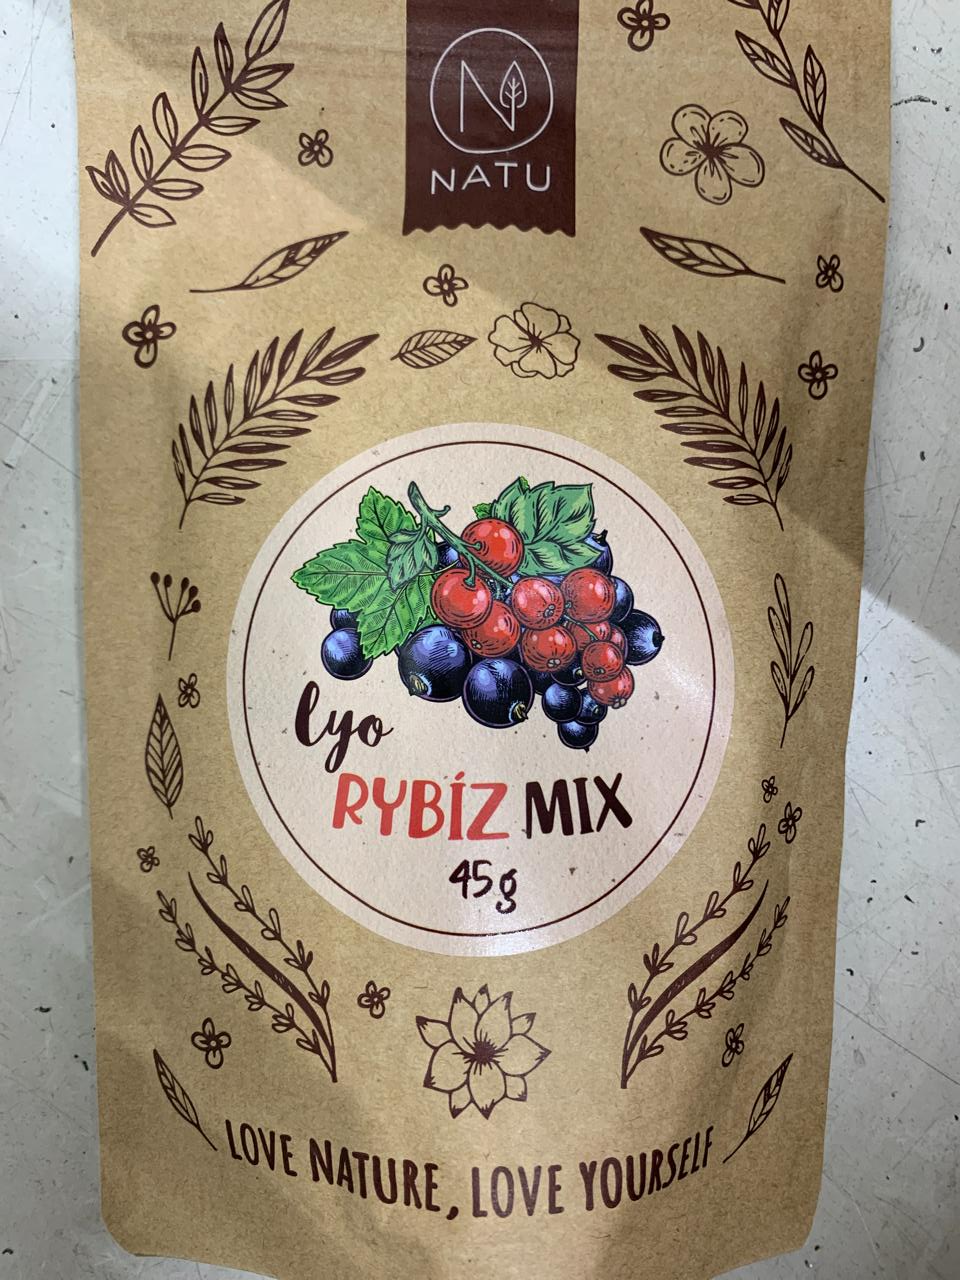 NATU
lyo
RYBÍZ MIX
45g
LOVE NATURE, LOVE YOURSELF